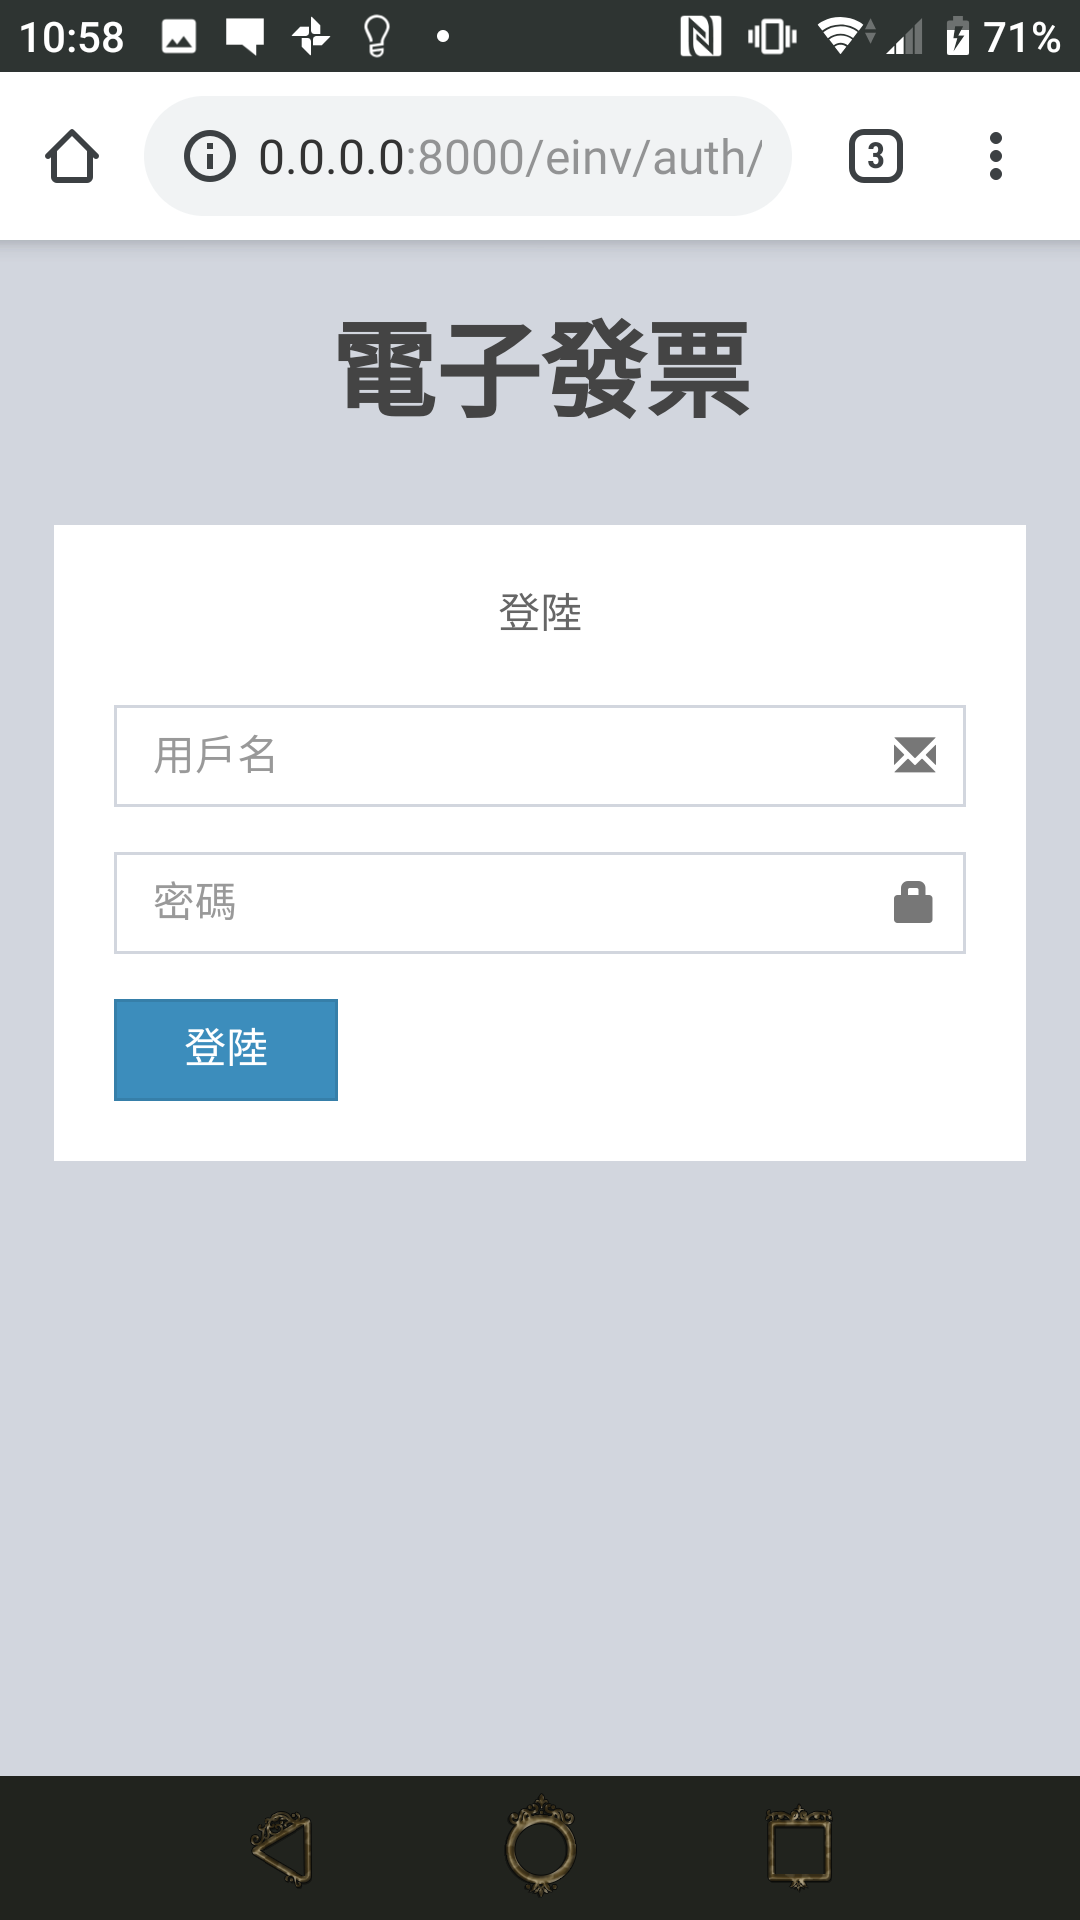 10:58 71%
0.0.0.0:8000/einv/auth/
3
電子發票
登陸
用戶名
密碼
登陸